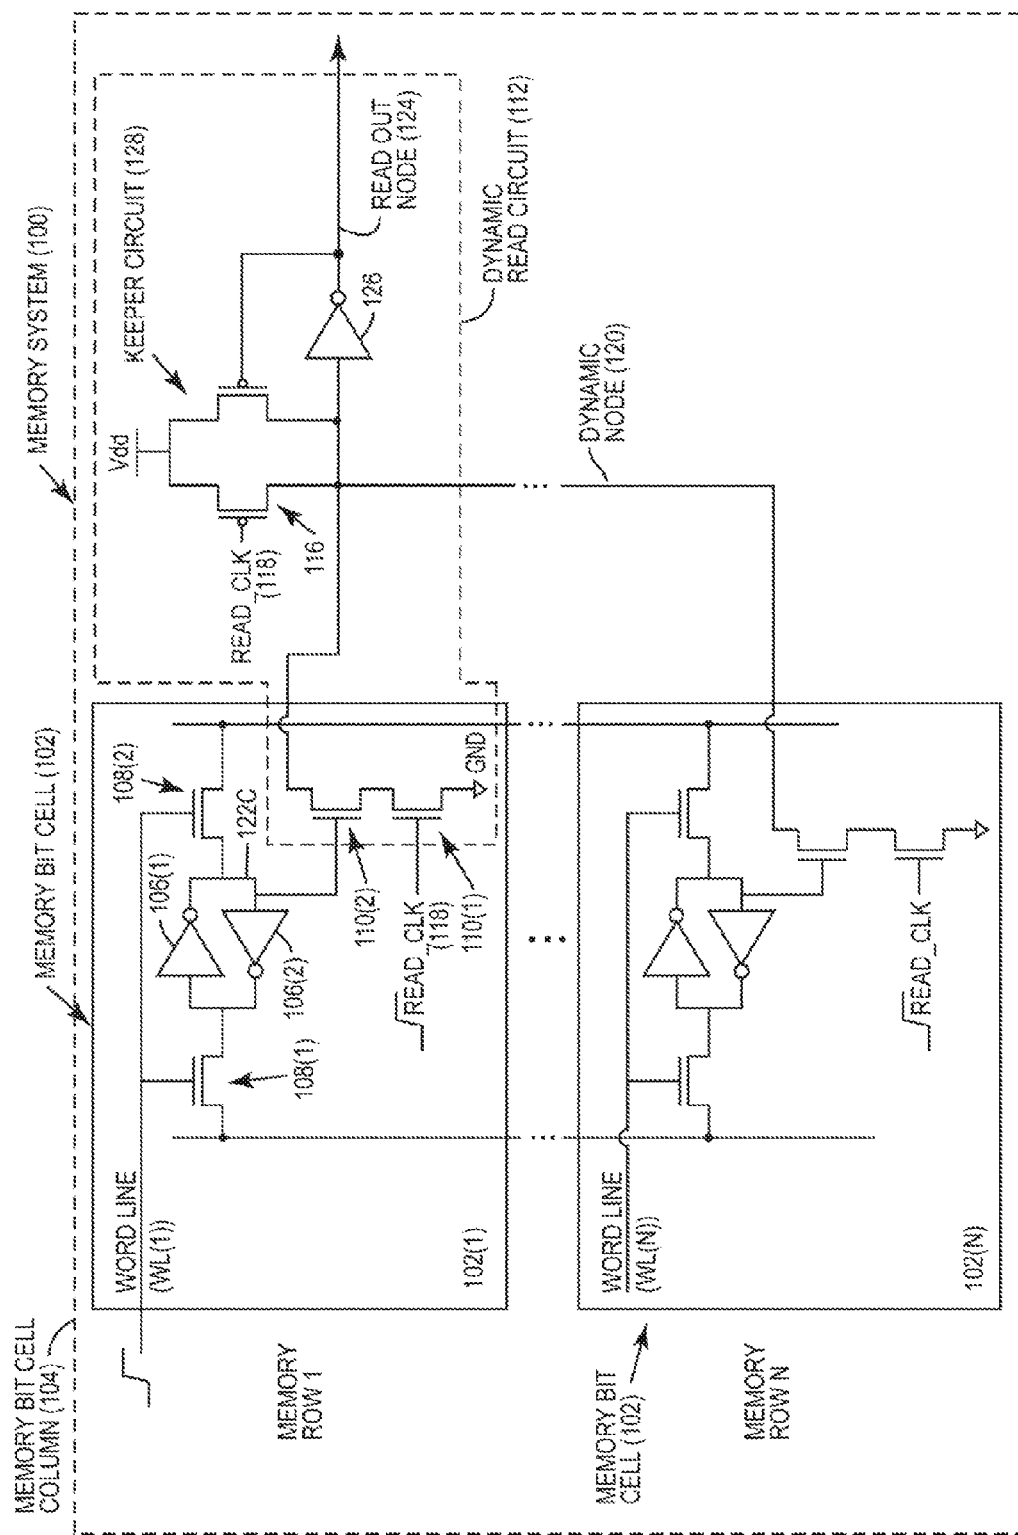 MEMORY SYSTEM (100)
MEMORY BIT CELL
COLUMN (104)
MEMORY BIT CELL (102)
KEEPER CIRCUIT (128)
Vdd
WORD LINE
(WL(1))
108(1)
106(1)
106(2)
108(2)
122C
READ_CLK
(118)
116
126
READ OUT
NODE (124)
DYNAMIC
READ CIRCUIT (112)
MEMORY
ROW 1
102(1)
READ_CLK
(118)
110(2)
110(1)
GND
DYNAMIC
NODE (120)
MEMORY BIT
CELL (102)
WORD LINE
(WL(N))
MEMORY
ROW N
102(N)
READ_CLK